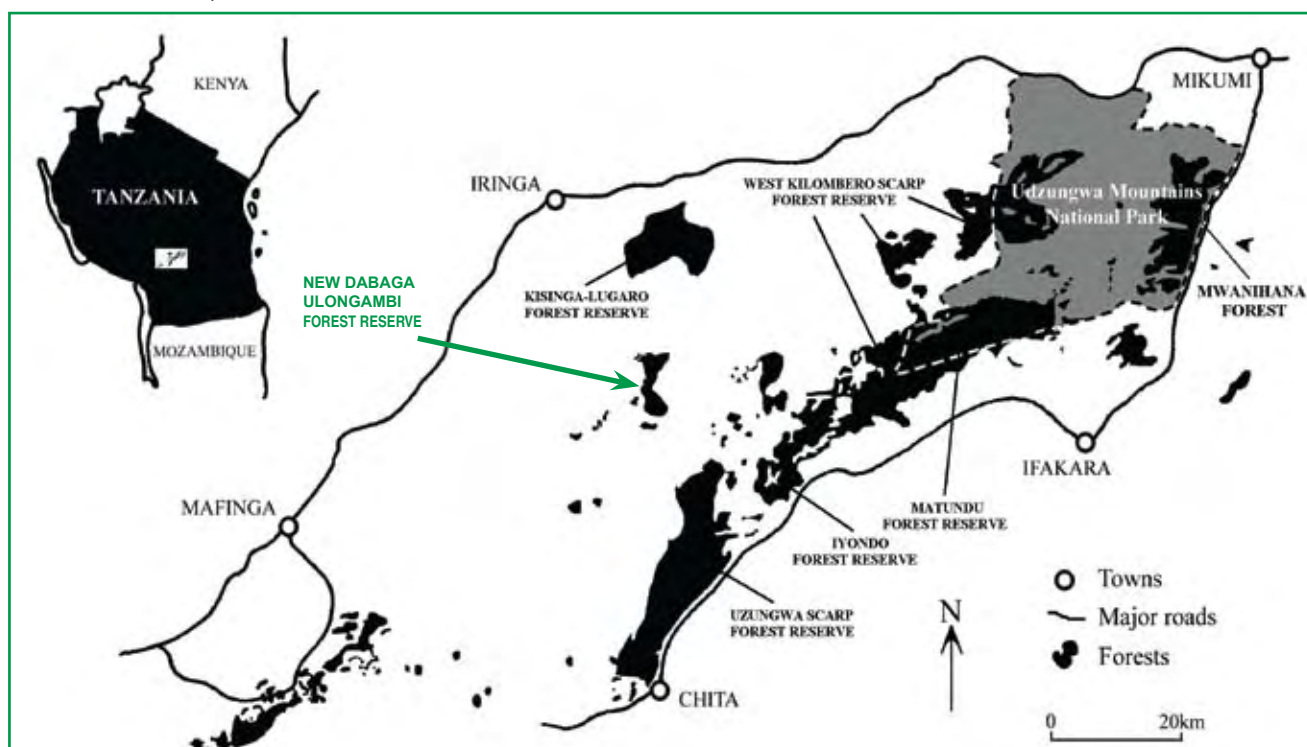 KENYA
TANZANIA
MOZAMBIQUE
MIKUMI
IRINGA
WEST KILOMBERO SCARP
FOREST RESERVE
Udzungwa Mountains
National Park
KISINGA-LUGARO
FOREST RESERVE
NEW DABAGA
ULONGAMBI
FOREST RESERVE
MWANIHANA
FOREST
IFAKARA
MAFINGA
MATUNDU
FOREST RESERVE
IYONDO
FOREST RESERVE
UZUNGWA SCARP
FOREST RESERVE
CHITA
N
Towns
Major roads
Forests
0 20km